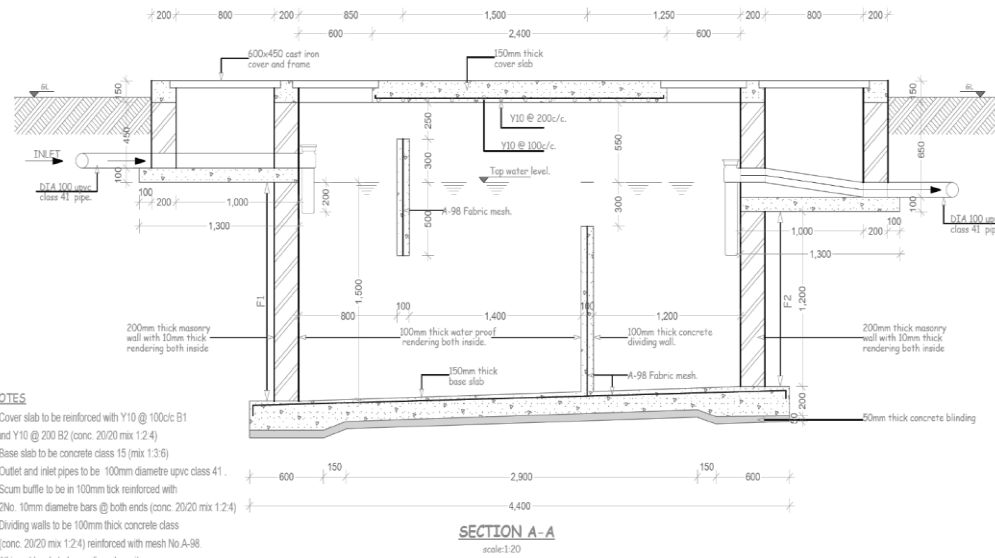 200 800 200 850 1,500 1,250 200 800 200
600 2,400 600
600x450 cast iron
cover and frame
150mm thick
cover slab
GL
GL
150
150
Y10 @ 200c/c.
Y10 @ 100c/c.
250
550
450
650
300
INLET
Top water level.
100
DIA 100 upvc
class 41 pipe.
100
200 1,000
1,300
200
500
A-98 Fabric mesh.
300
100
100
1,000 200
1,300
DIA 100 up
class 41 pip
F1
1,500
F2
1,200
100
100
800 1,400 1,200
200mm thick masonry
wall with 10mm thick
rendering both inside
100mm thick water proof
rendering both inside.
100mm thick concrete
dividing wall.
200mm thick masonry
wall with 10mm thick
rendering both inside
150mm thick
base slab
A-98 Fabric mesh.
200
50mm thick concrete blinding
OTES
Cover slab to be reinforced with Y10 @ 100c/c B1
and Y10 @ 200 B2 (conc. 20/20 mix 1:2:4)
Base slab to be concrete class 15 (mix 1:3:6)
Outlet and inlet pipes to be 100mm diametre upvc class 41 .
Scum buffle to be in 100mm tick reinforced with
2No. 10mm diametre bars @ both ends (conc. 20/20 mix 1:2:4)
Dividing walls to be 100mm thick concrete class
(conc. 20/20 mix 1:2:4) reinforced with mesh No.A-98.
600 150 2,900 150 600
4,400
SECTION A-A
scale:1:20